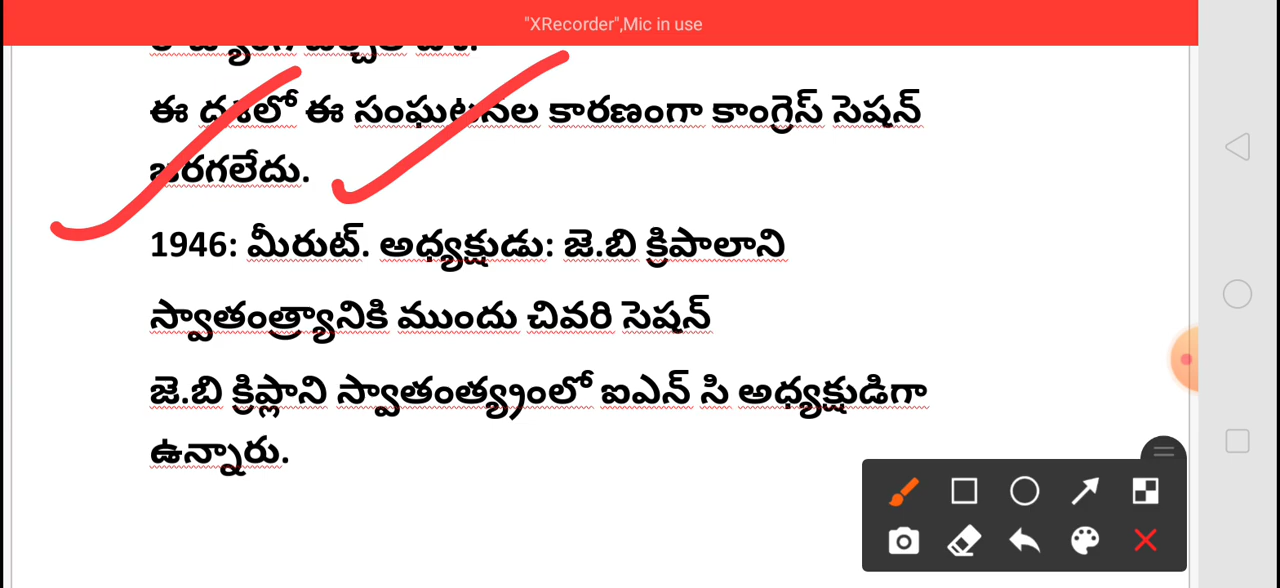 "XRecorder",Mic in use
ఈ దశలో ఈ సంఘటనల కారణంగా కాంగ్రెస్ సెషన్
జరగలేదు.
1946: మీరుట్. అధ్యక్షుడు: జె.బి క్రిపాలాని
స్వాతంత్ర్యానికి ముందు చివరి సెషన్
జె.బి క్రిప్లాని స్వాతంత్య్రంలో ఐఎన్ సి అధ్యక్షుడిగా
ఉన్నారు.